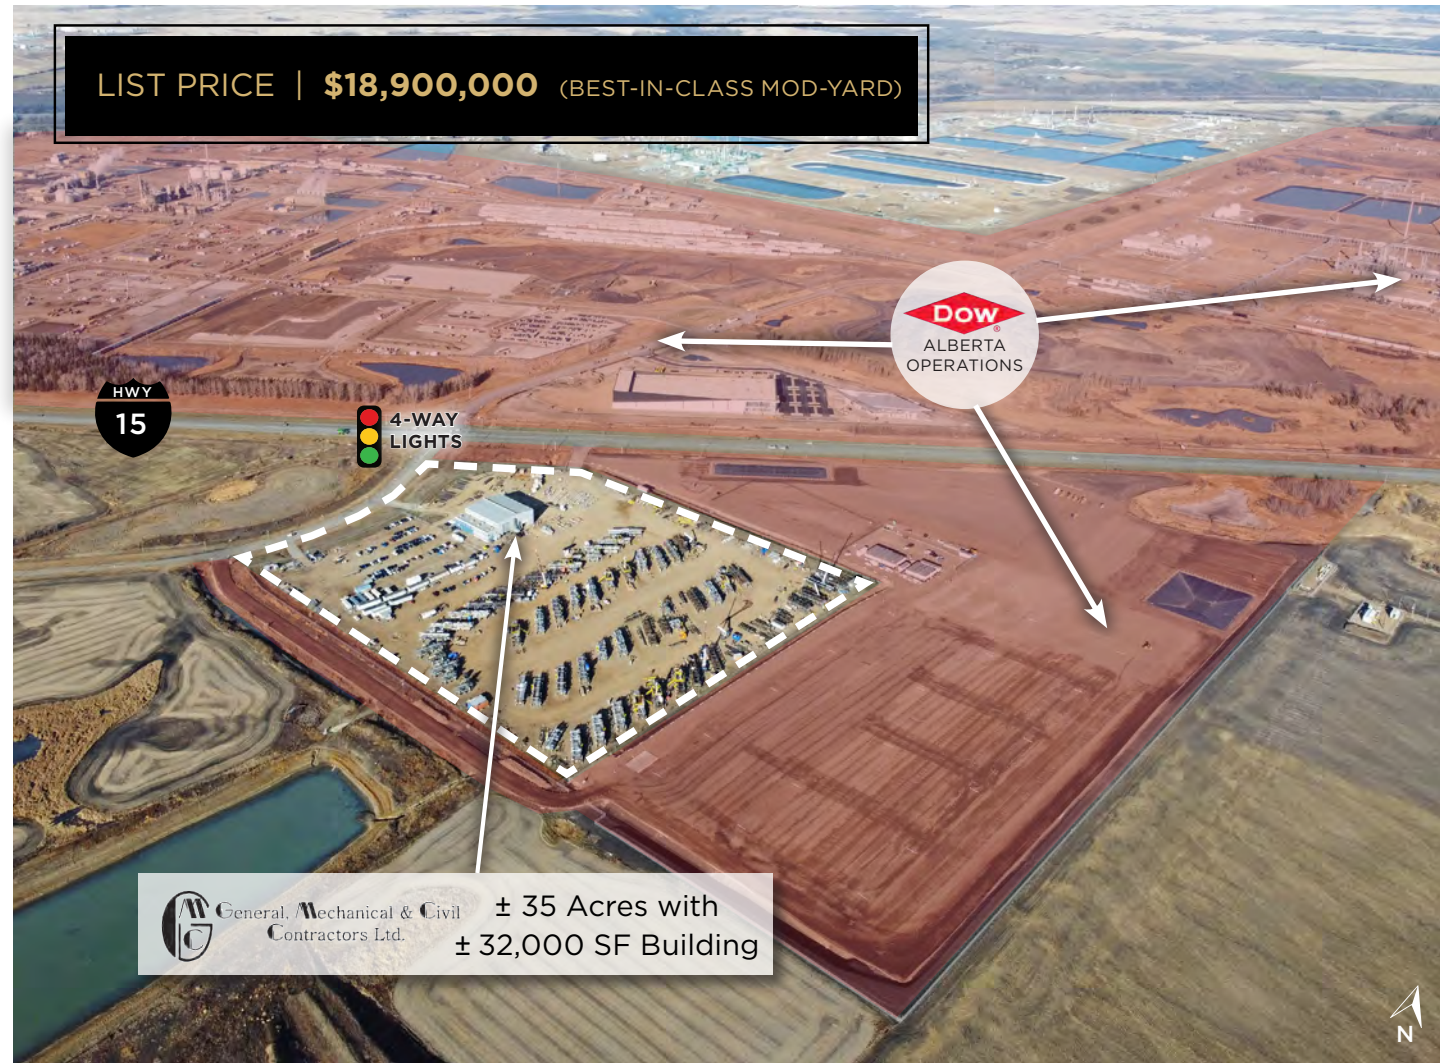 LIST PRICE | $18,900,000 (BEST-IN-CLASS MOD-YARD)
Dow
®
ALBERTA
OPERATIONS
HWY
15
4-WAY
LIGHTS
GMC
General, Mechanical & Civil
Contractors Ltd.
± 35 Acres with
± 32,000 SF Building
N